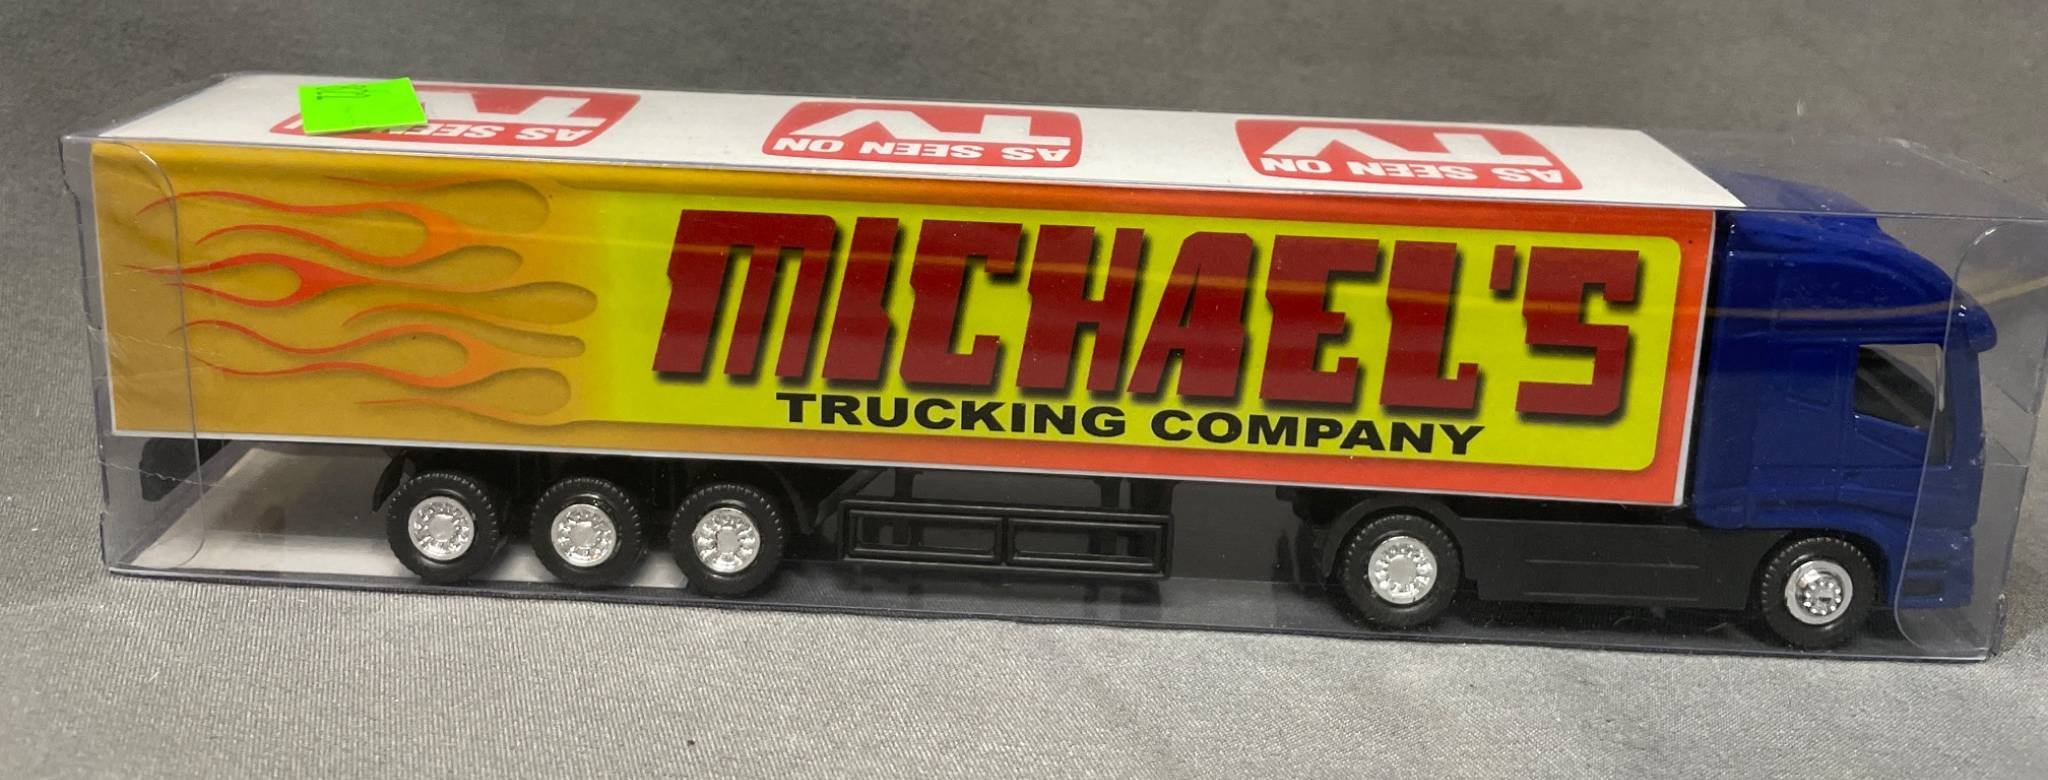 AS SEEN ON
TV
AS SEEN ON
TV
AS SEEN ON
TV
MICHAEL'S
TRUCKING COMPANY